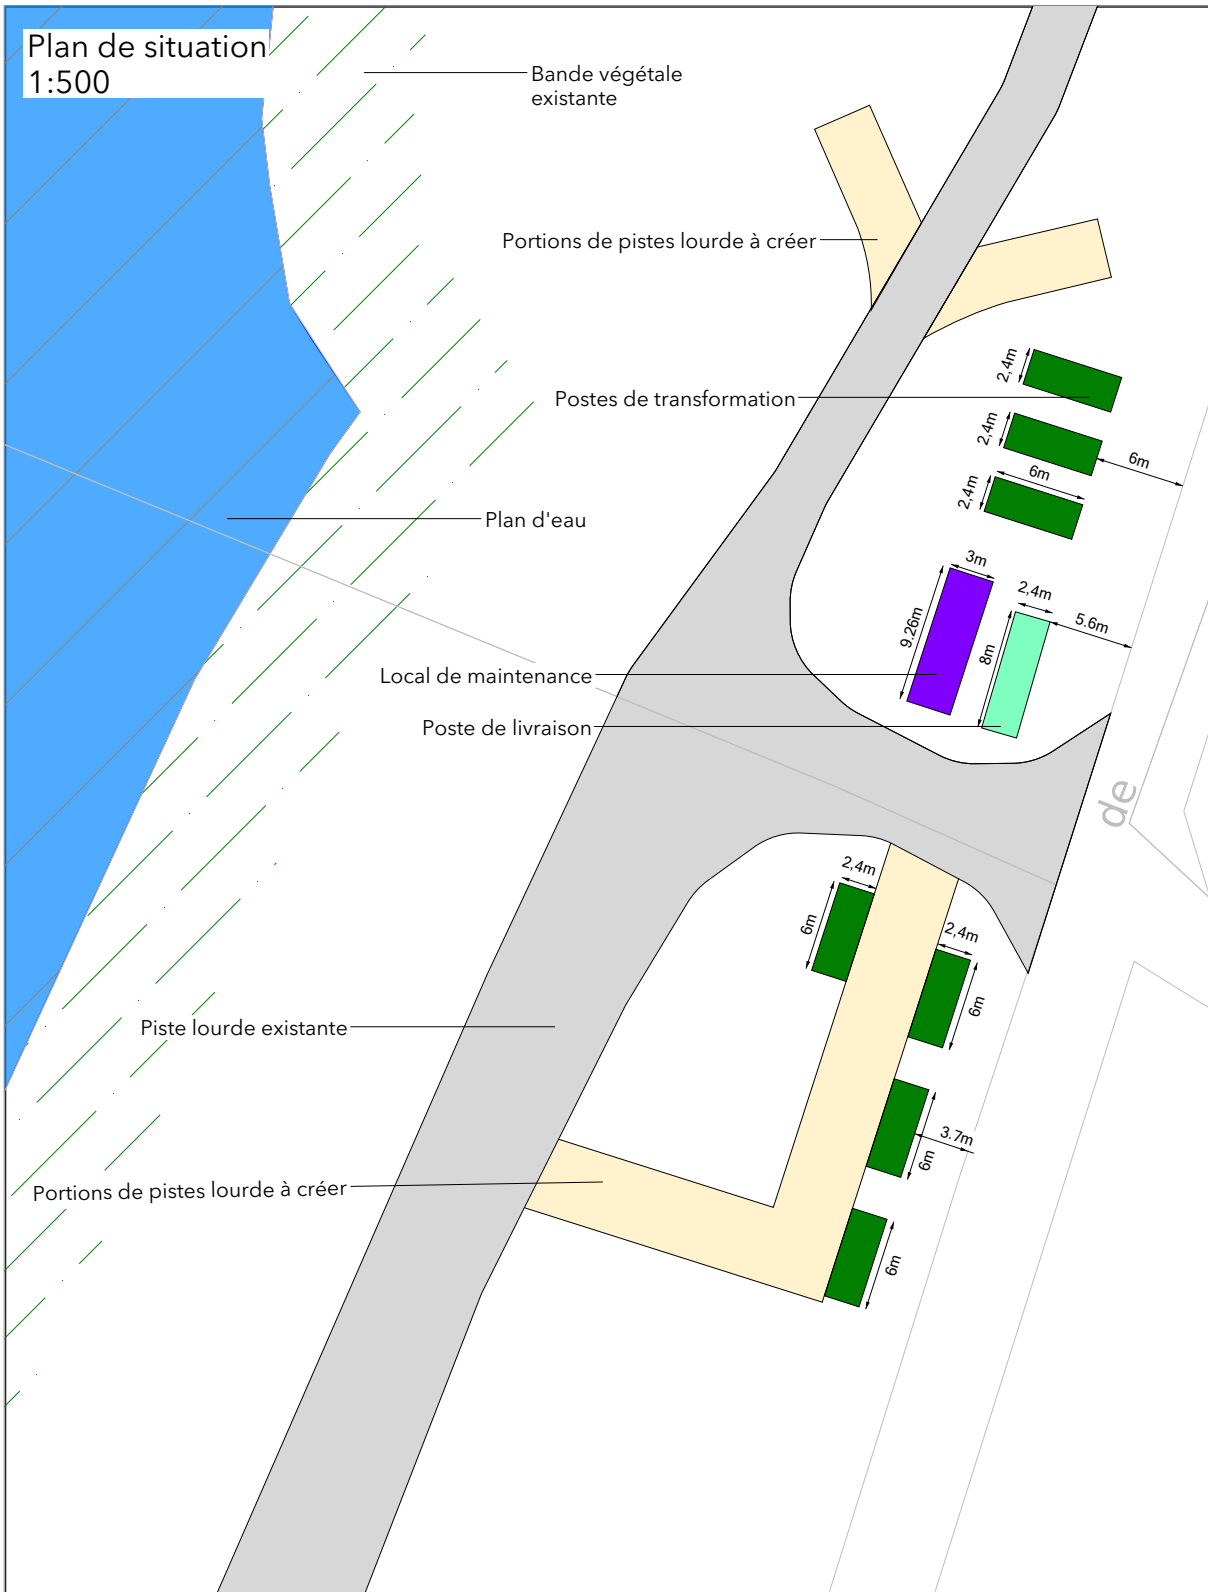 Plan de situation
1:500
Bande végétale
existante
Portions de pistes lourde à créer
2,4m
Postes de transformation
2,4m
6m
6m
2,4m
Plan d'eau
3m
2,4m
9.26m
5.6m
8m
Local de maintenance
Poste de livraison
de
2,4m
6m
2,4m
6m
Piste lourde existante
3.7m
6m
Portions de pistes lourde à créer
6m